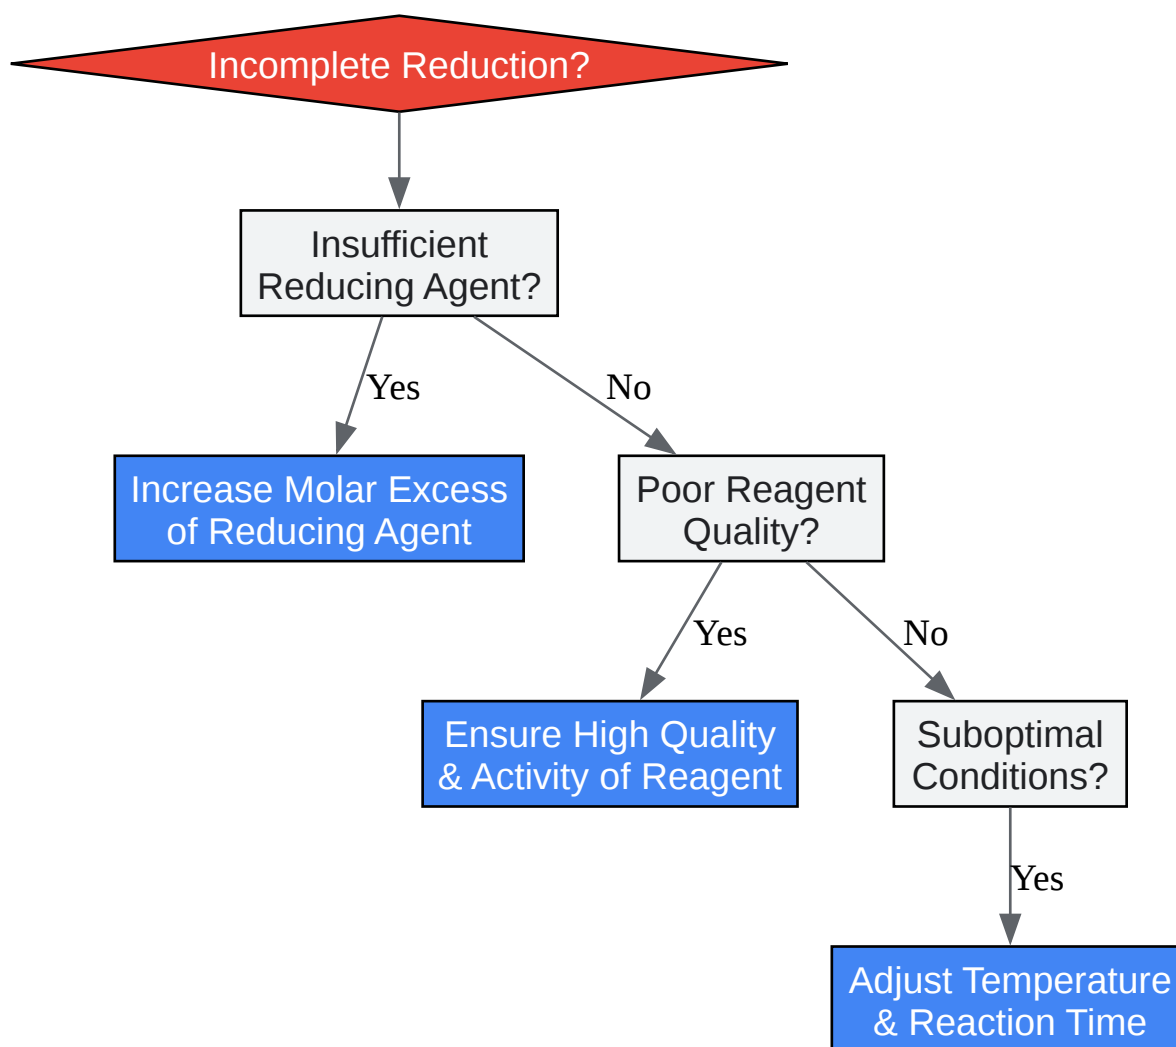 Incomplete Reduction?
Insufficient
Reducing Agent?
Yes
No
Increase Molar Excess
of Reducing Agent
Poor Reagent
Quality?
Yes
No
Ensure High Quality
& Activity of Reagent
Suboptimal
Conditions?
Yes
Adjust Temperature
& Reaction Time